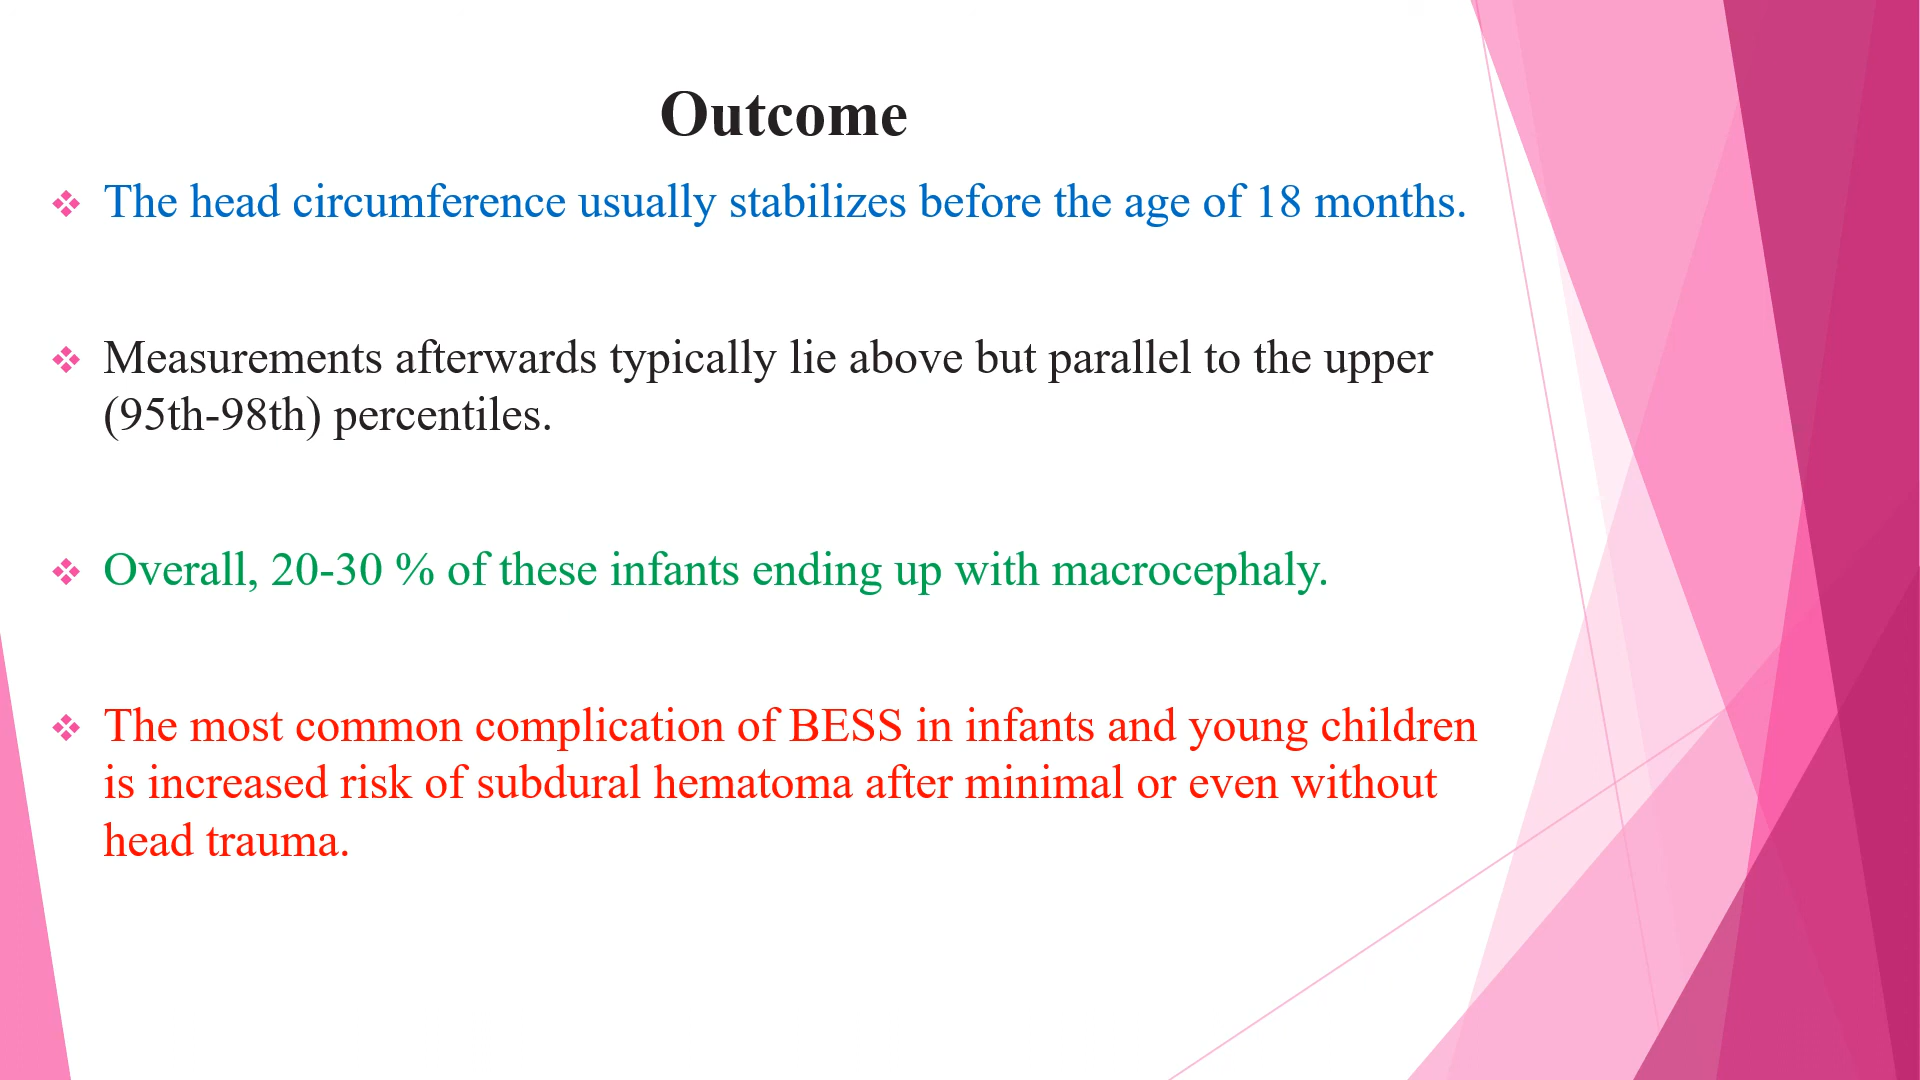 Outcome
The head circumference usually stabilizes before the age of 18 months.
Measurements afterwards typically lie above but parallel to the upper
(95th-98th) percentiles.
Overall, 20-30 % of these infants ending up with macrocephaly.
The most common complication of BESS in infants and young children
is increased risk of subdural hematoma after minimal or even without
head trauma.